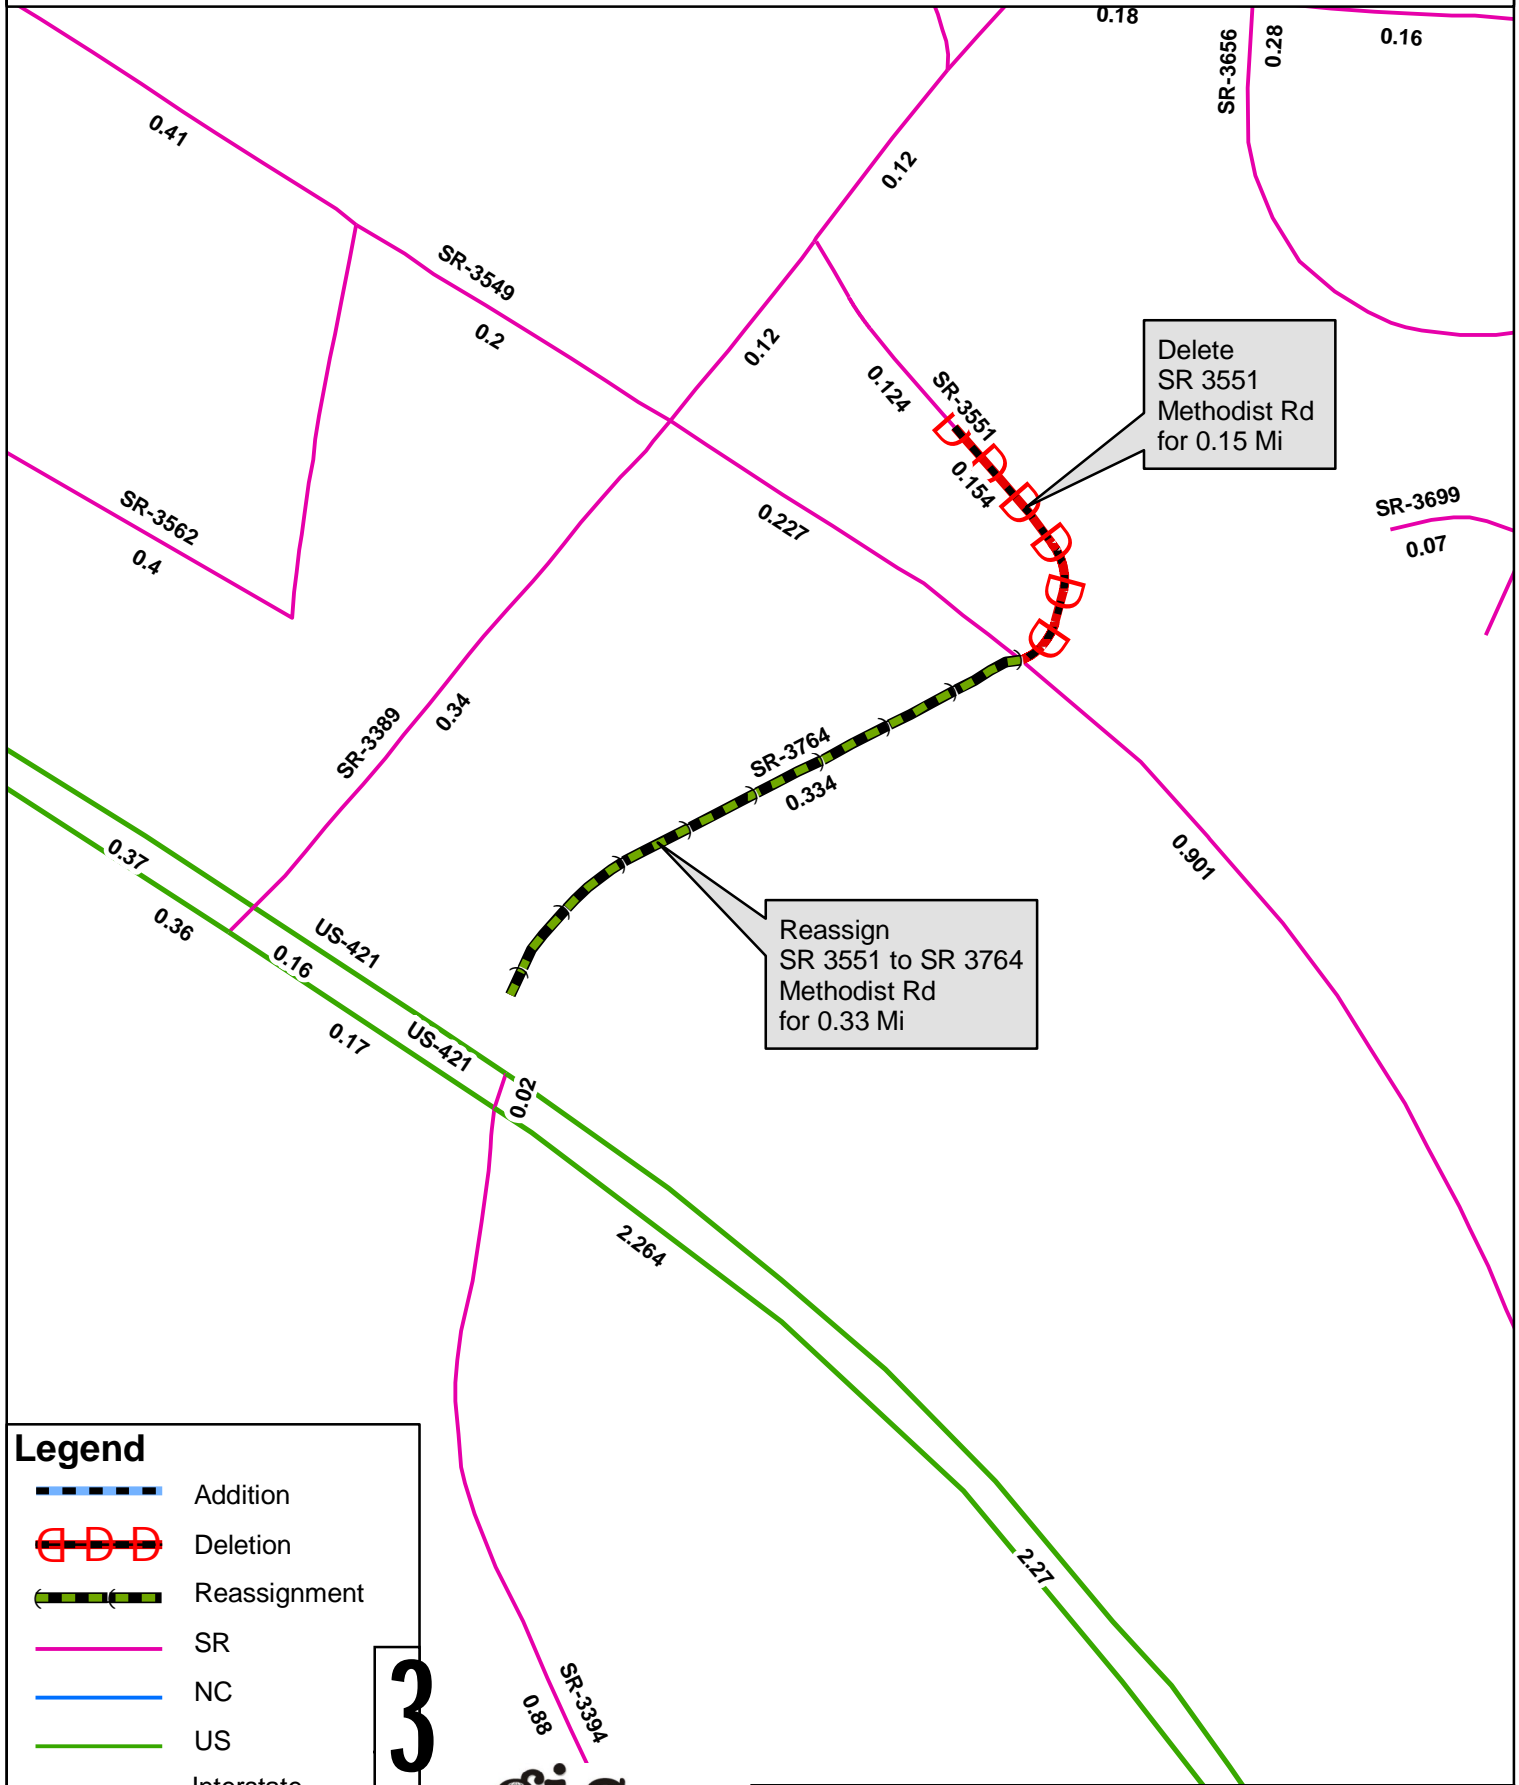 0.18
0.16
SR-3656
0.28
0.41
0.12
SR-3549
0.2
0.12
Delete
SR 3551
Methodist Rd
for 0.15 Mi
0.124
SR-3551
0.154
SR-3562
0.4
0.227
SR-3699
0.07
SR-3389
0.34
SR-3764
0.334
0.901
0.37
0.36
US-421
0.16
Reassign
SR 3551 to SR 3764
Methodist Rd
for 0.33 Mi
0.17
US-421
0.02
2.264
Legend
Addition
Deletion
Reassignment
SR
NC
US
Interstate
3
2.27
SR-3394
0.88